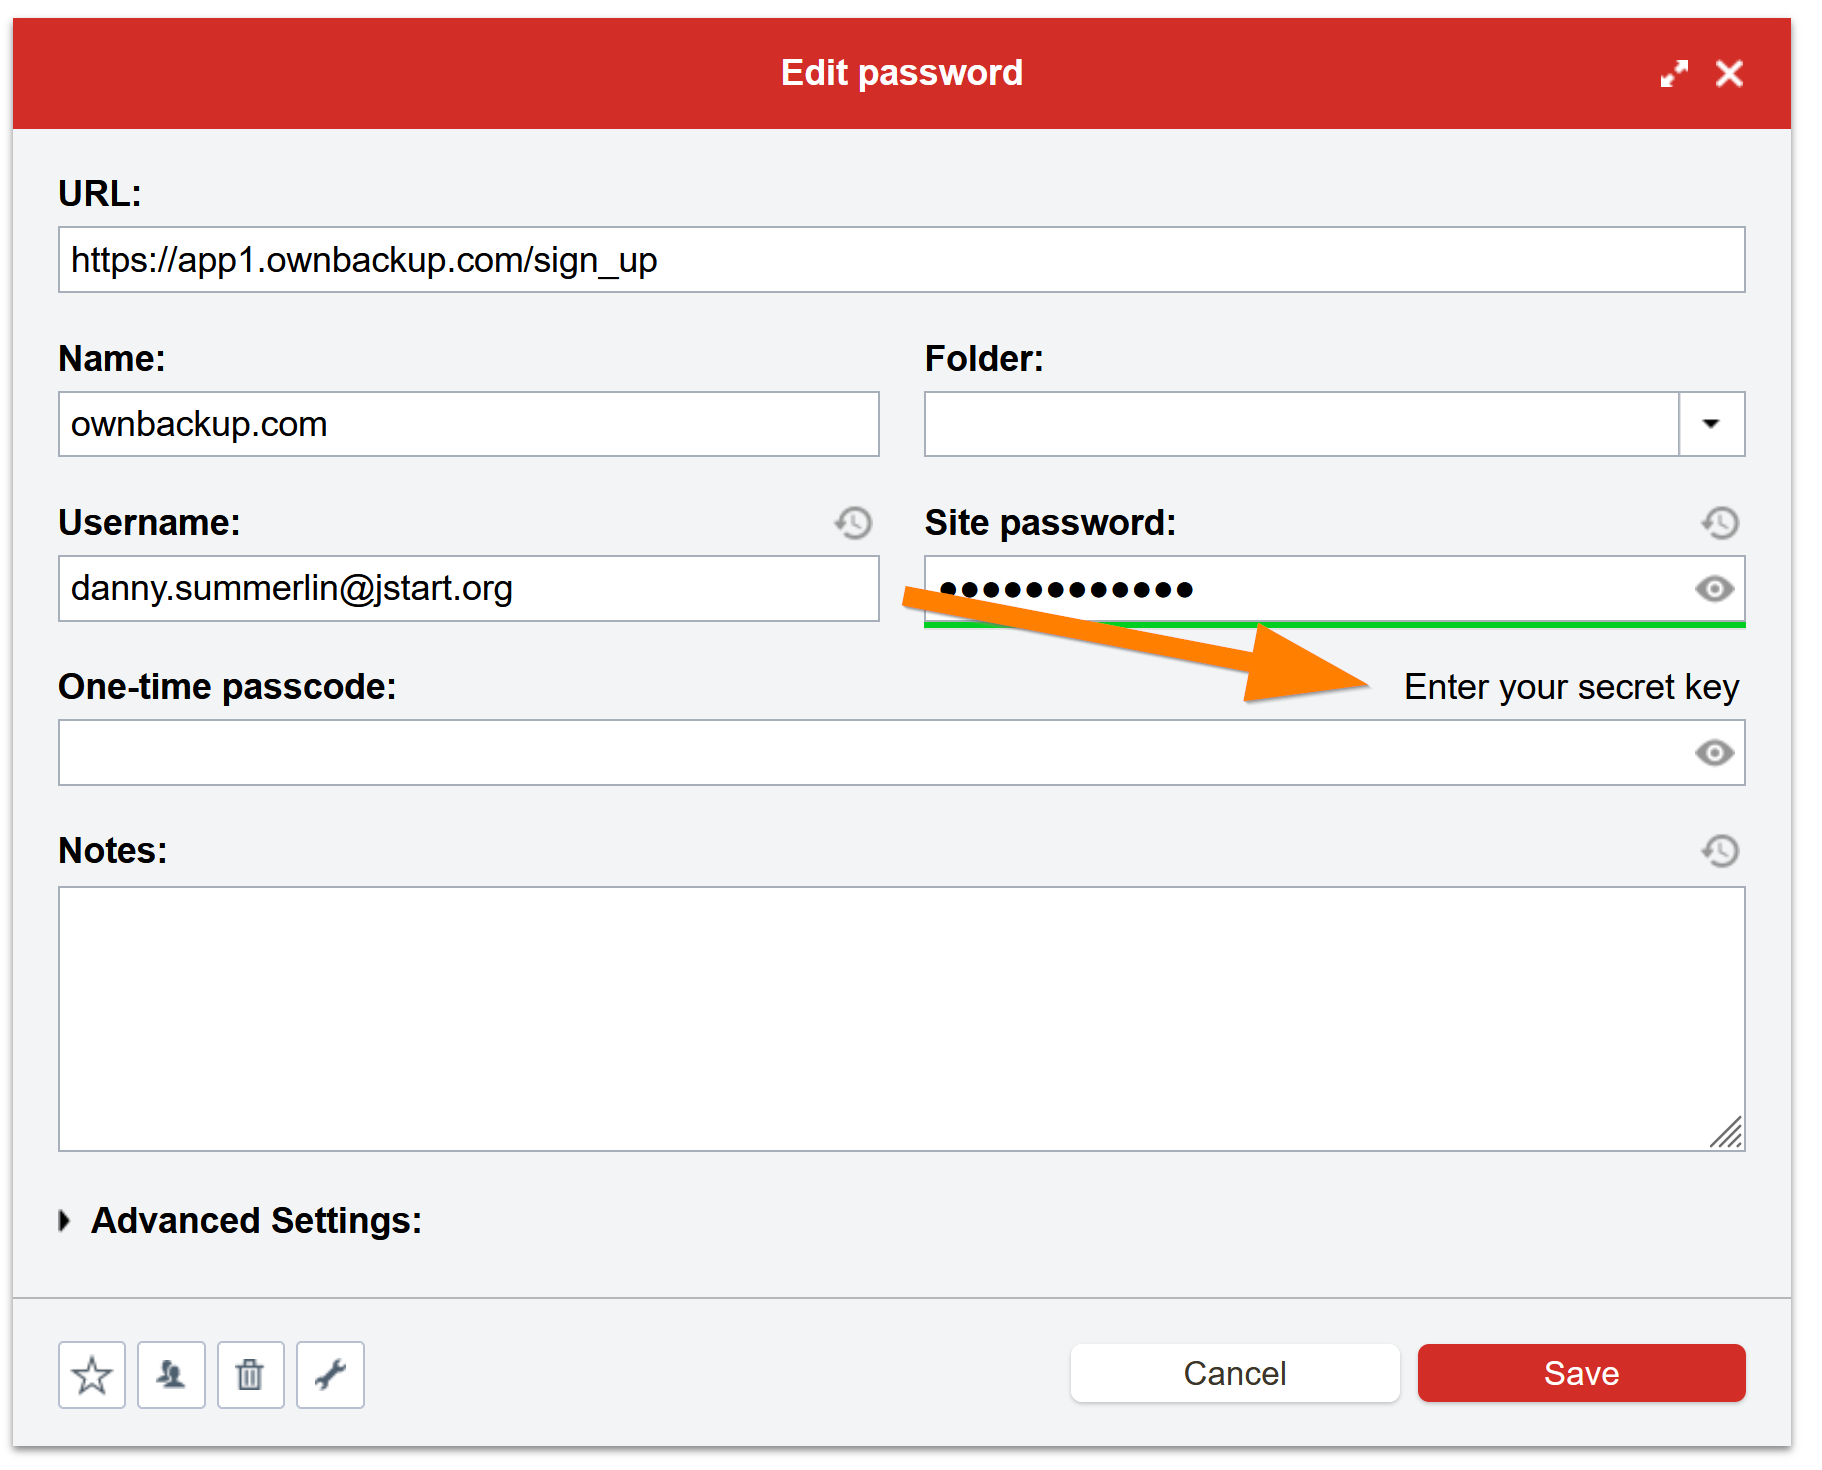 Edit password
URL:
https://app1.ownbackup.com/sign_up
Name:
Folder:
ownbackup.com
Username:
Site password:
danny.summerlin@jstart.org
••••••••••••
One-time passcode:
Enter your secret key
Notes:
Advanced Settings:
Cancel
Save